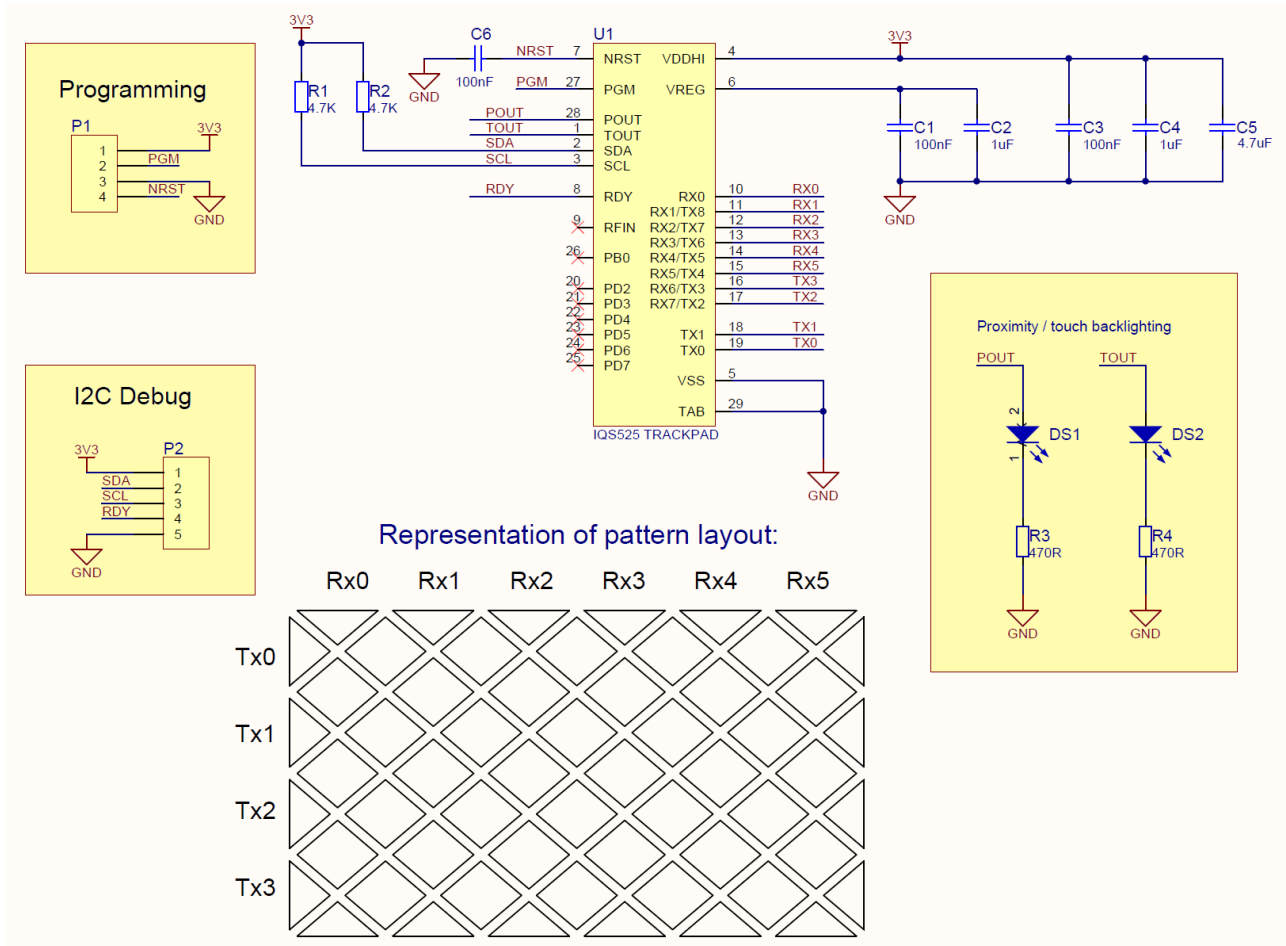 Programming
P1
3V3
1
2
3
4
PGM
NRST
GND
I2C Debug
3V3
P2
SDA
SCL
RDY
1
2
3
4
5
GND
3V3
R1
4.7K
R2
4.7K
C6
100nF
GND
NRST
PGM
POUT
TOUT
SDA
SCL
RDY
U1
7 NRST
27 PGM
28 POUT
1 TOUT
2 SDA
3 SCL
8 RDY
9 RFIN
26 PB0
20 PD2
21 PD3
22 PD4
23 PD5
24 PD6
25 PD7
VDDHI 4
VREG 6
RX0 10 RX0
RX1/TX8 11 RX1
RX2/TX7 12 RX2
RX3/TX6 13 RX3
RX4/TX5 14 RX4
RX5/TX4 15 RX5
RX6/TX3 16 TX3
RX7/TX2 17 TX2
TX1 18 TX1
TX0 19 TX0
VSS 5
TAB 29
IQS525 TRACKPAD
GND
3V3
C1
100nF
C2
1uF
C3
100nF
C4
1uF
C5
4.7uF
GND
Proximity / touch backlighting
POUT
TOUT
2
1
DS1
DS2
R3
470R
R4
470R
GND
GND
Representation of pattern layout:
Rx0 Rx1 Rx2 Rx3 Rx4 Rx5
Tx0
Tx1
Tx2
Tx3